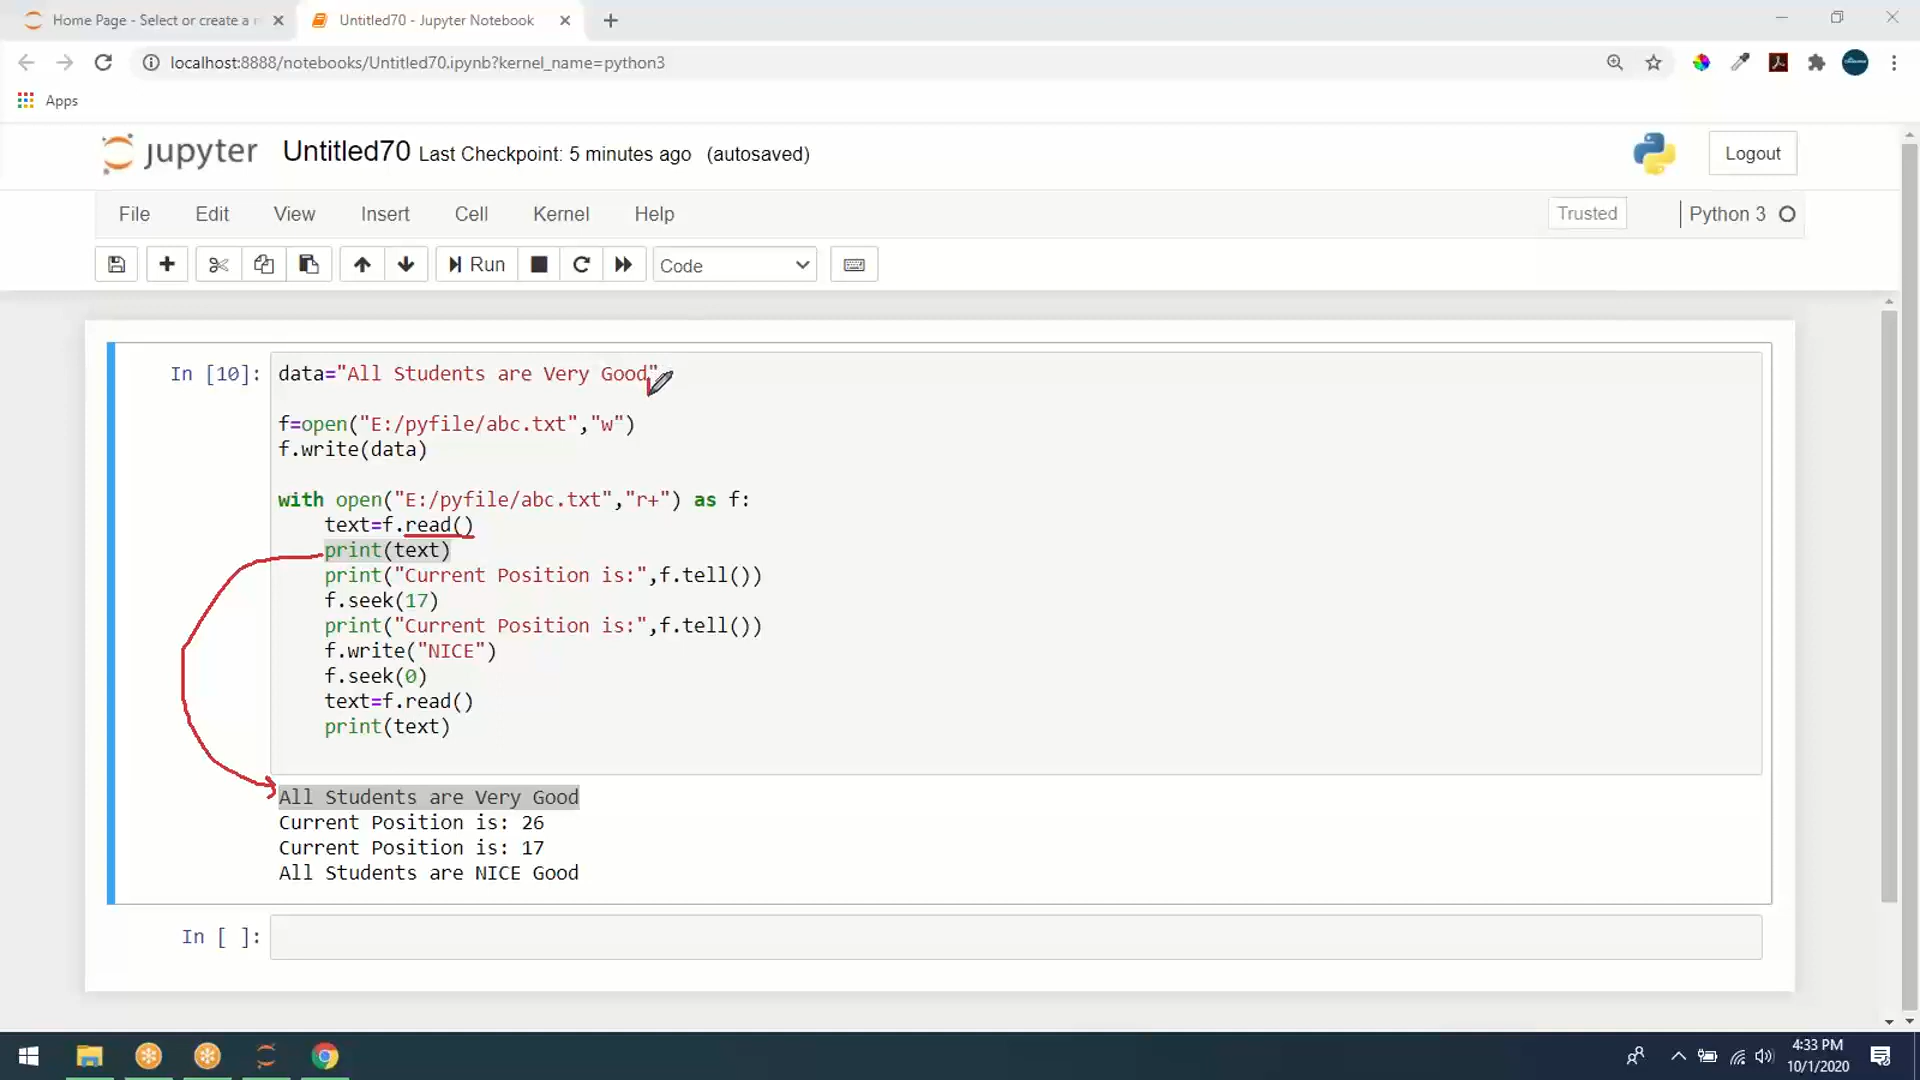 Home Page - Select or create a n
Untitled70 - Jupyter Notebook
localhost:8888/notebooks/Untitled70.ipynb?kernel_name=python3
Apps
jupyter Untitled70 Last Checkpoint: 5 minutes ago (autosaved)
Logout
File Edit View Insert Cell Kernel Help
Trusted
Python 3
Run
Code
In [10]:
data="All Students are Very Good"
f=open("E:/pyfile/abc.txt","w")
f.write(data)
with open("E:/pyfile/abc.txt","r+") as f:
text=f.read()
print(text)
print("Current Position is:",f.tell())
f.seek(17)
print("Current Position is:",f.tell())
f.write("NICE")
f.seek(0)
text=f.read()
print(text)
All Students are Very Good
Current Position is: 26
Current Position is: 17
All Students are NICE Good
In [ ]:
4:33 PM
10/1/2020